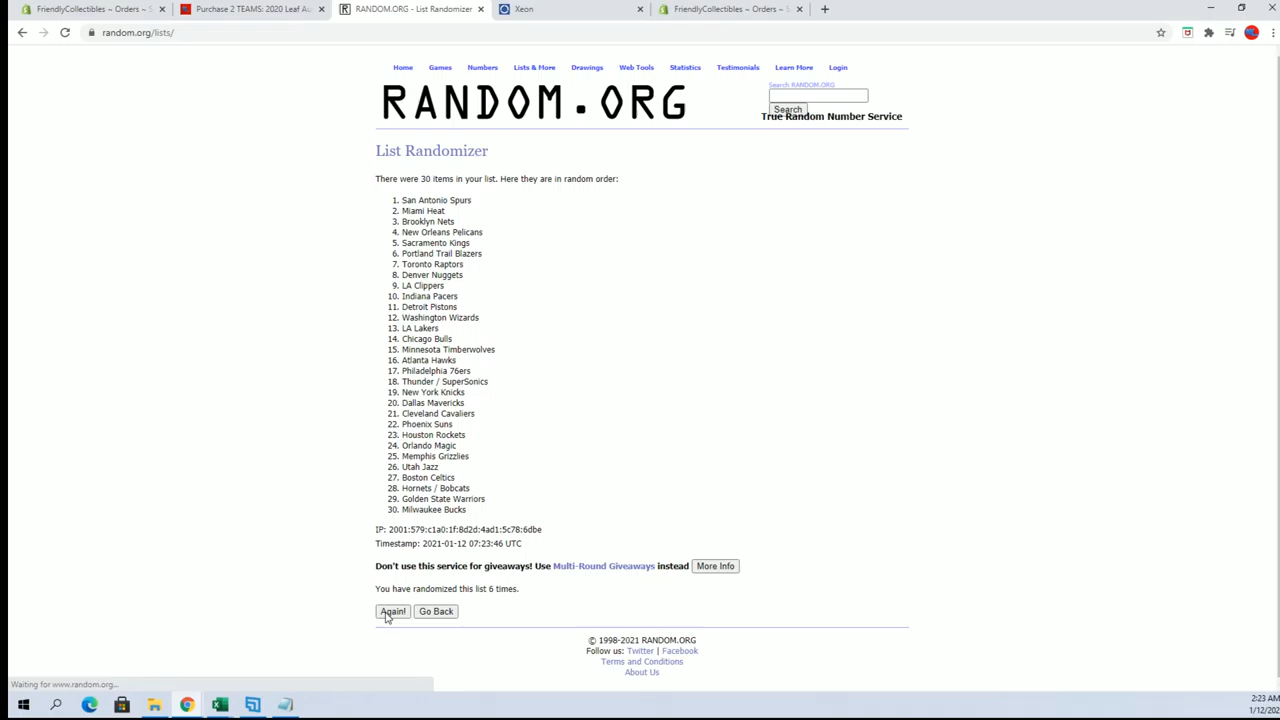 FriendlyCollectibles ~ Orders ~ S
Purchase 2 TEAMS: 2020 Leaf Au
RANDOM.ORG - List Randomizer
Xeon
FriendlyCollectibles ~ Orders ~ S
random.org/lists/
Home Games Numbers Lists & More Drawings Web Tools Statistics Testimonials Learn More Login
Search RANDOM.ORG
RANDOM.ORG
Search
True Random Number Service
List Randomizer
There were 30 items in your list. Here they are in random order:
1. San Antonio Spurs
2. Miami Heat
3. Brooklyn Nets
4. New Orleans Pelicans
5. Sacramento Kings
6. Portland Trail Blazers
7. Toronto Raptors
8. Denver Nuggets
9. LA Clippers
10. Indiana Pacers
11. Detroit Pistons
12. Washington Wizards
13. LA Lakers
14. Chicago Bulls
15. Minnesota Timberwolves
16. Atlanta Hawks
17. Philadelphia 76ers
18. Thunder / SuperSonics
19. New York Knicks
20. Dallas Mavericks
21. Cleveland Cavaliers
22. Phoenix Suns
23. Houston Rockets
24. Orlando Magic
25. Memphis Grizzlies
26. Utah Jazz
27. Boston Celtics
28. Hornets / Bobcats
29. Golden State Warriors
30. Milwaukee Bucks
IP: 2001:579:c1a0:1f:8d2d:4ad1:5c78:6dbe
Timestamp: 2021-01-12 07:23:46 UTC
Don't use this service for giveaways! Use Multi-Round Giveaways instead More Info
You have randomized this list 6 times.
Again! Go Back
© 1998-2021 RANDOM.ORG
Follow us: Twitter | Facebook
Terms and Conditions
About Us
Waiting for www.random.org...
2:23 AM
1/12/202